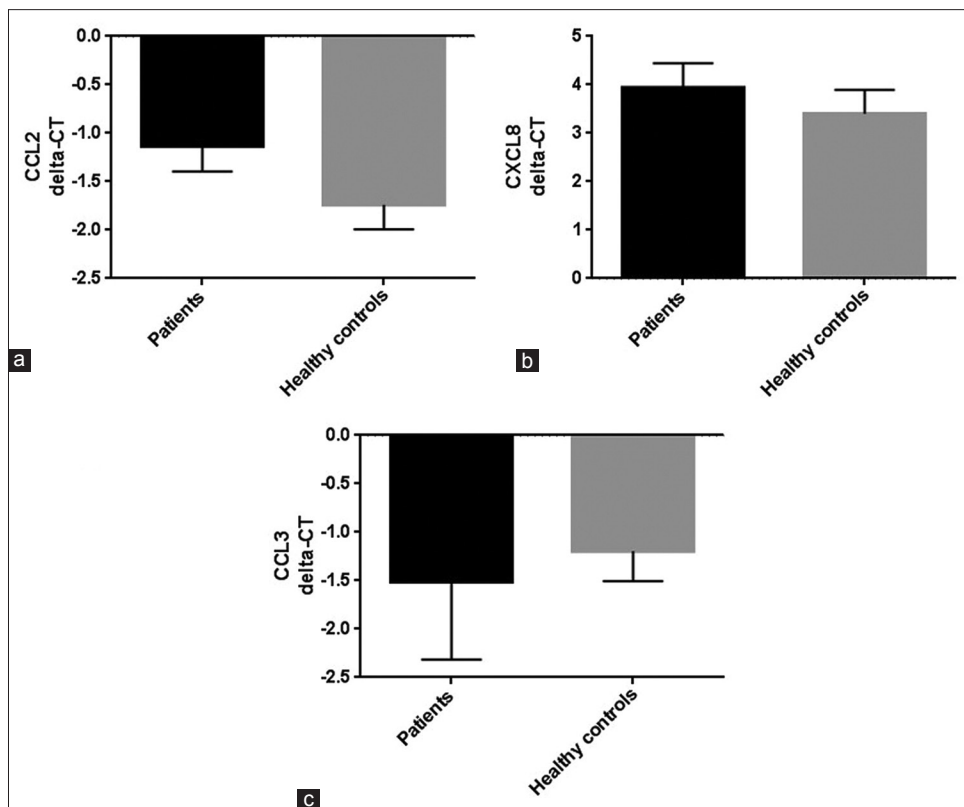 CCL2
delta-CT
0.0
-0.5
-1.0
-1.5
-2.0
-2.5
Patients
Healthy controls
a
CXCL8
delta-CT
5
4
3
2
1
0
Patients
Healthy controls
b
CCL3
delta-CT
0.0
-0.5
-1.0
-1.5
-2.0
-2.5
Patients
Healthy controls
c